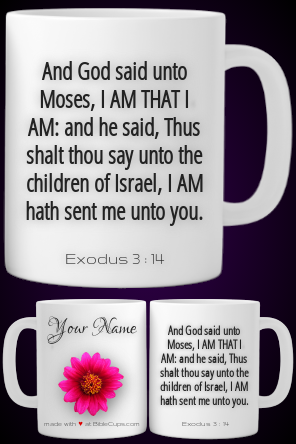 And God said unto
Moses, I AM THAT I
AM: and he said, Thus
shalt thou say unto the
children of Israel, I AM
hath sent me unto you.
Exodus 3 : 14
Your Name
made with ♥ at BibleCups.com
And God said unto
Moses, I AM THAT I
AM: and he said, Thus
shalt thou say unto the
children of Israel, I AM
hath sent me unto you.
Exodus 3 : 14